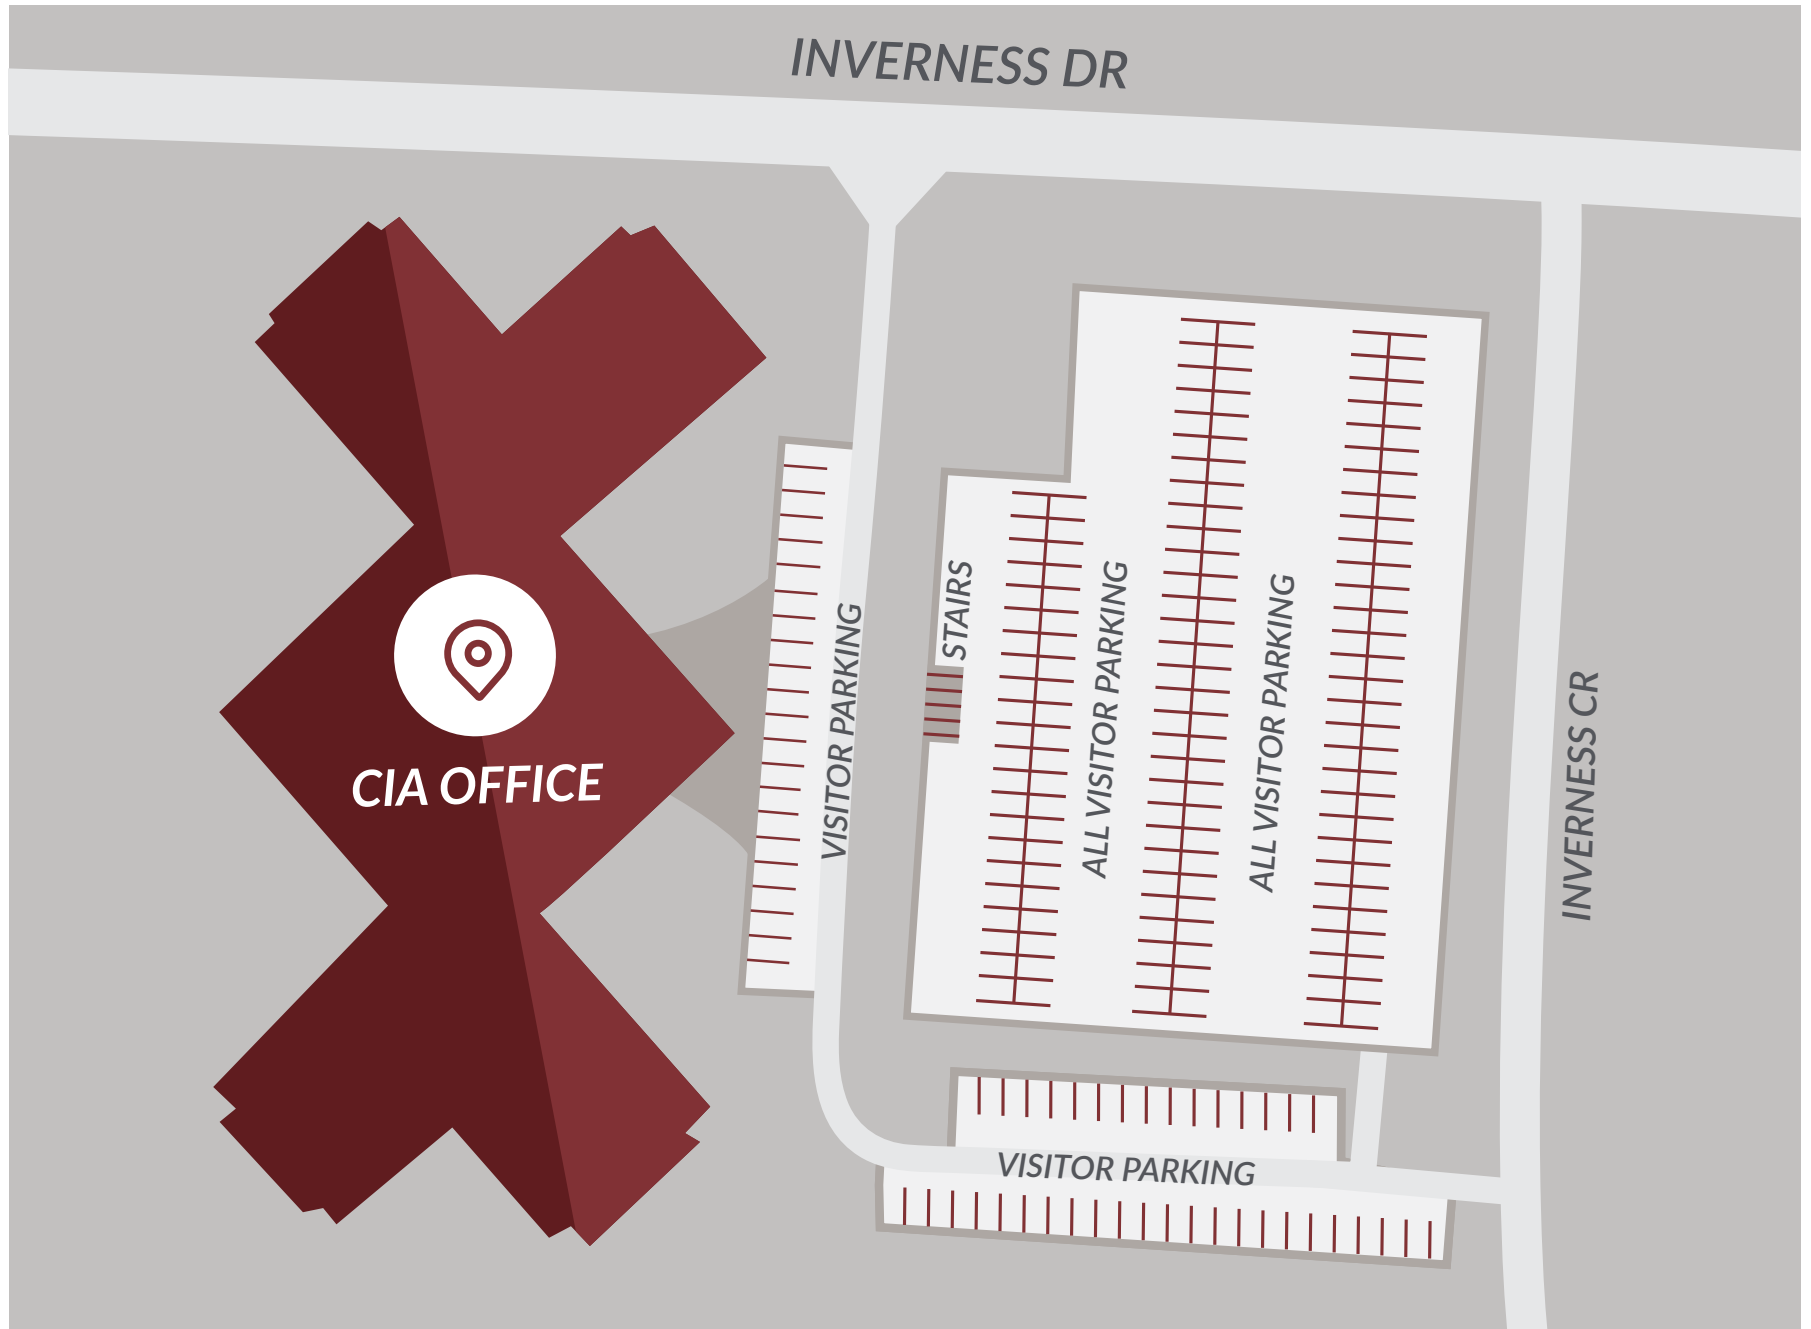 INVERNESS DR
STAIRS
VISITOR PARKING
ALL VISITOR PARKING
ALL VISITOR PARKING
INVERNESS CR
CIA OFFICE
VISITOR PARKING